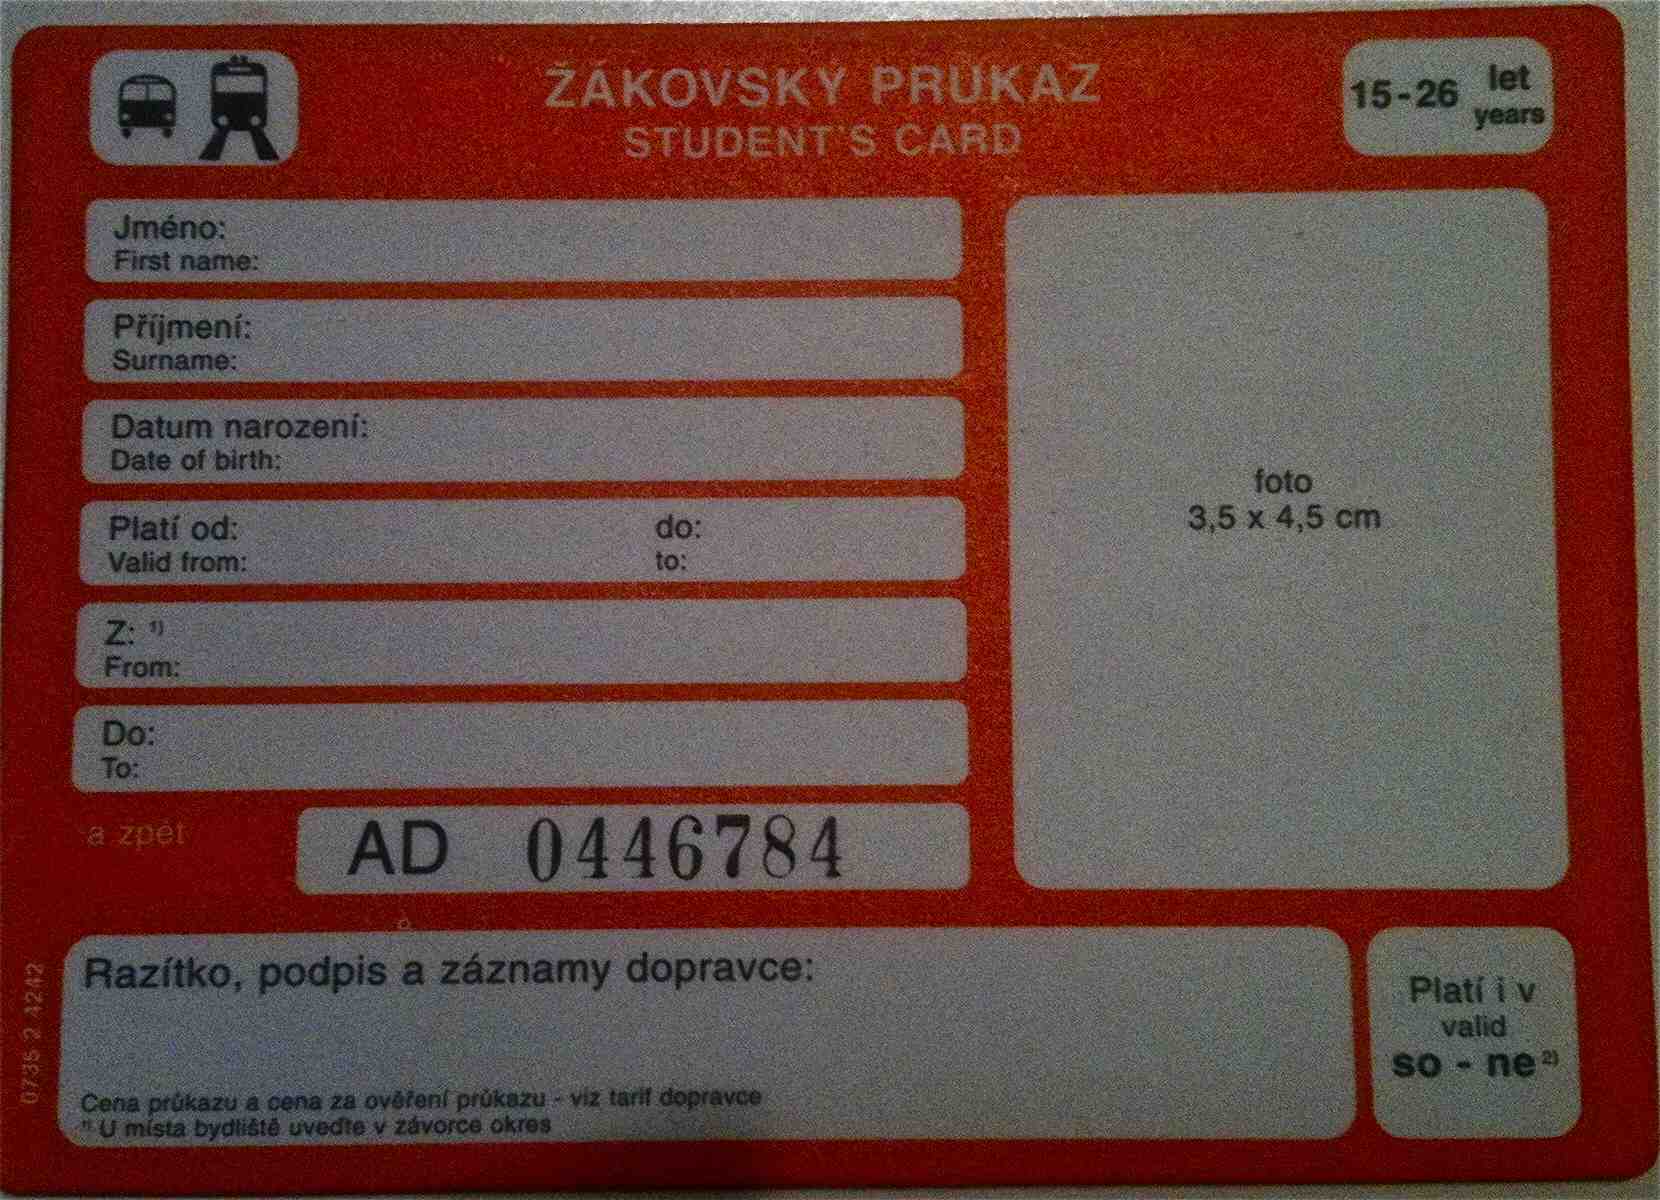 ŽÁKOVSKÝ PRŮKAZ
STUDENT'S CARD
15-26 let
years
Jméno:
First name:
Příjmení:
Surname:
Datum narození:
Date of birth:
Platí od: do:
Valid from: to:
Z: 1)
From:
Do:
To:
a zpět
AD 0446784
foto
3,5 x 4,5 cm
Razítko, podpis a záznamy dopravce:
Cena průkazu a cena za ověření průkazu - viz tarif dopravce
1) U místa bydliště uveďte v závorce okres
Platí i v
valid
so - ne 2)
0735 2 4242